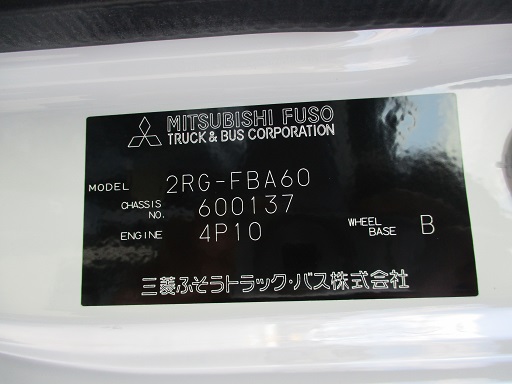 MITSUBISHI FUSO
TRUCK & BUS CORPORATION
MODEL 2RG-FBA60
CHASSIS NO. 600137
ENGINE 4P10 WHEEL BASE B
三菱ふそうトラック・バス株式会社